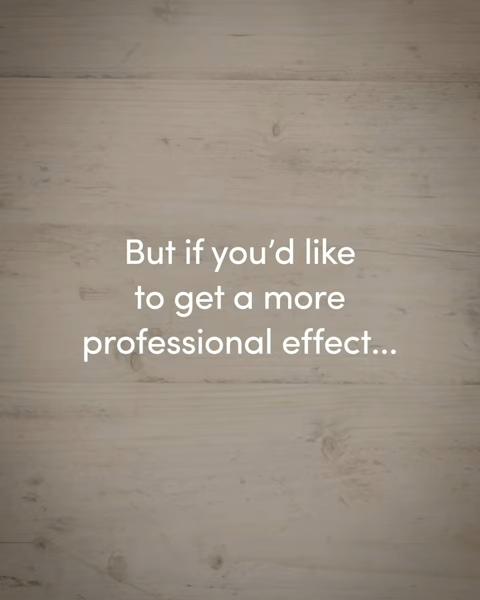 But if you’d like
to get a more
professional effect...